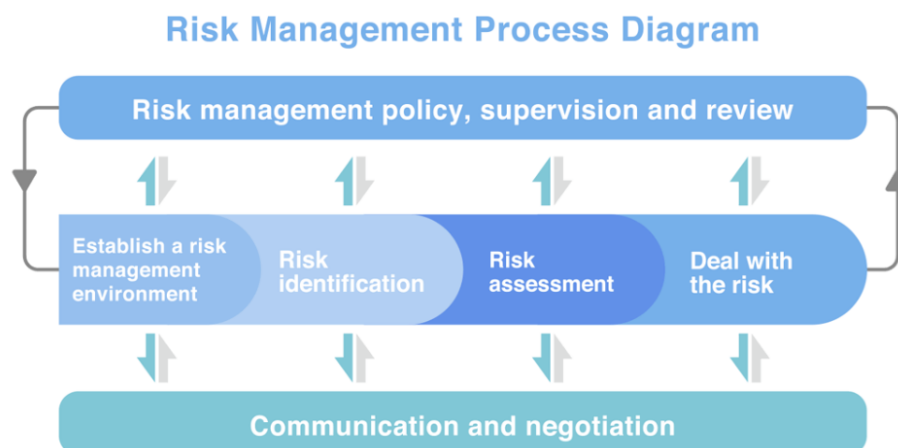 Risk Management Process Diagram
Risk management policy, supervision and review
Establish a risk
management
environment
Risk
identification
Risk
assessment
Deal with
the risk
Communication and negotiation